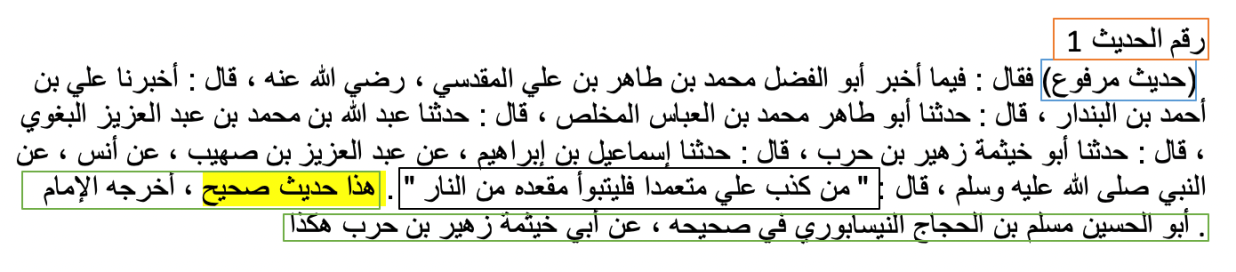 رقم الحديث 1
(حديث مرفوع) فقال : فيما أخبر أبو الفضل محمد بن طاهر بن علي المقدسي ، رضي الله عنه ، قال : أخبرنا علي بن
أحمد بن البندار ، قال : حدثنا أبو طاهر محمد بن العباس المخلص ، قال : حدثنا عبد الله بن محمد بن عبد العزيز البغوي
، قال : حدثنا أبو خيثمة زهير بن حرب ، قال : حدثنا إسماعيل بن إبراهيم ، عن عبد العزيز بن صهيب ، عن أنس ، عن
النبي صلى الله عليه وسلم ، قال : " من كذب علي متعمدا فليتبوأ مقعده من النار " . هذا حديث صحيح ، أخرجه الإمام
. أبو الحسين مسلم بن الحجاج النيسابوري في صحيحه ، عن أبي خيثمة زهير بن حرب هكذا